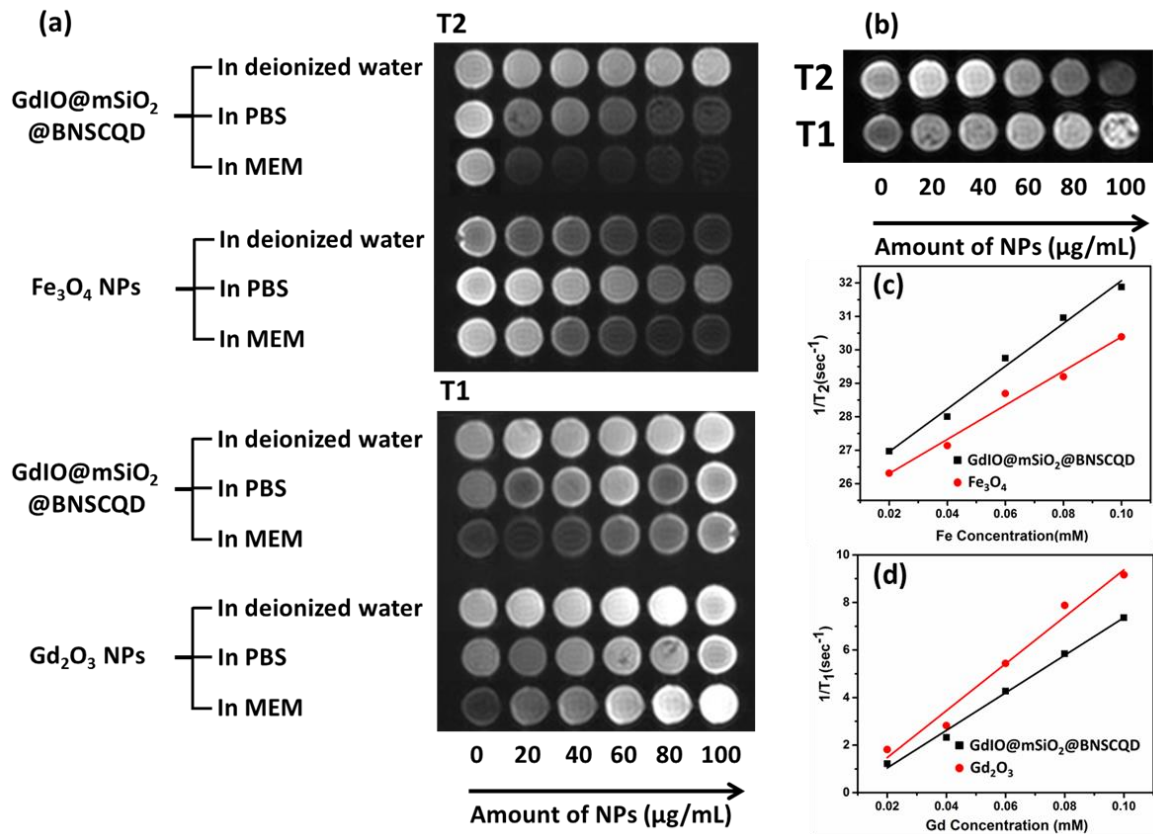 (a)
T2
GdIO@mSiO₂
@BNSCQD
In deionized water
In PBS
In MEM
Fe₃O₄ NPs
In deionized water
In PBS
In MEM
T1
GdIO@mSiO₂
@BNSCQD
In deionized water
In PBS
In MEM
Gd₂O₃ NPs
In deionized water
In PBS
In MEM
0 20 40 60 80 100
Amount of NPs (µg/mL)
(b)
T2
T1
0 20 40 60 80 100
Amount of NPs (µg/mL)
(c)
1/T₂(sec⁻¹)
32
31
30
29
28
27
26
GdIO@mSiO₂@BNSCQD
Fe₃O₄
0.02 0.04 0.06 0.08 0.10
Fe Concentration(mM)
(d)
1/T₁(sec⁻¹)
10
8
6
4
2
0
GdIO@mSiO₂@BNSCQD
Gd₂O₃
0.02 0.04 0.06 0.08 0.10
Gd Concentration (mM)